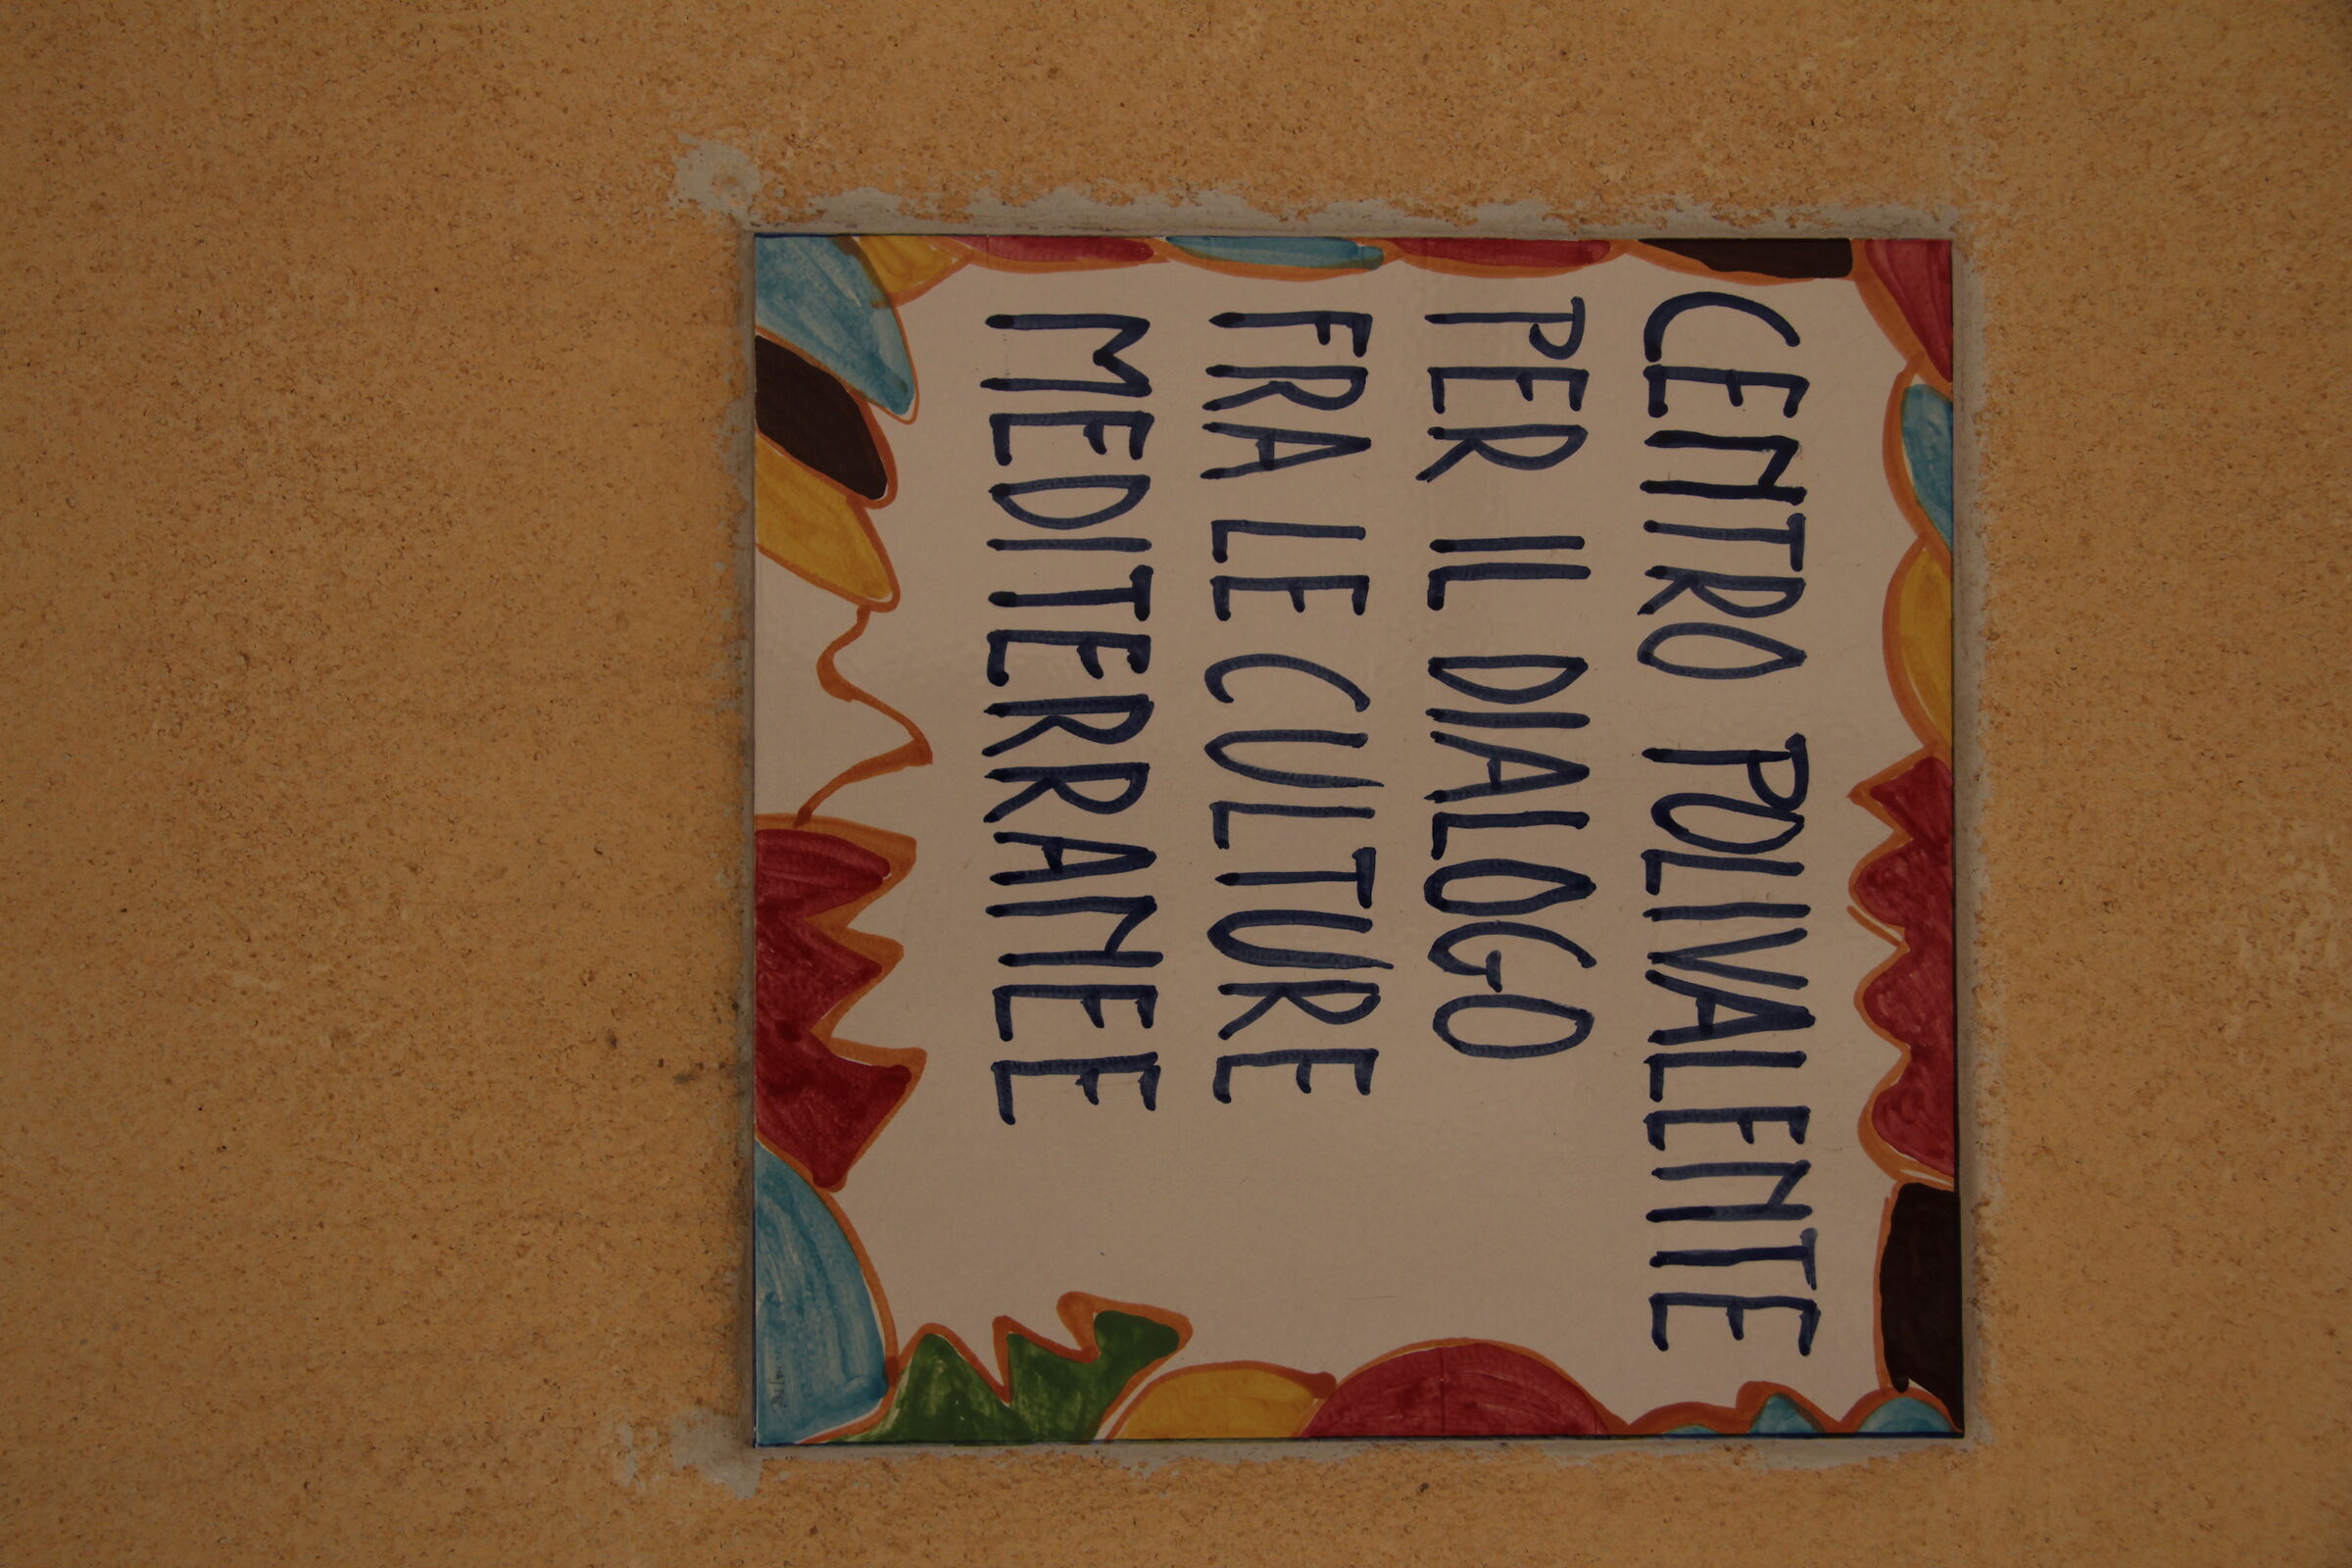 CENTRO POLIVALENTE
PER IL DIALOGO
FRA LE CULTURE
MEDITERRANEE